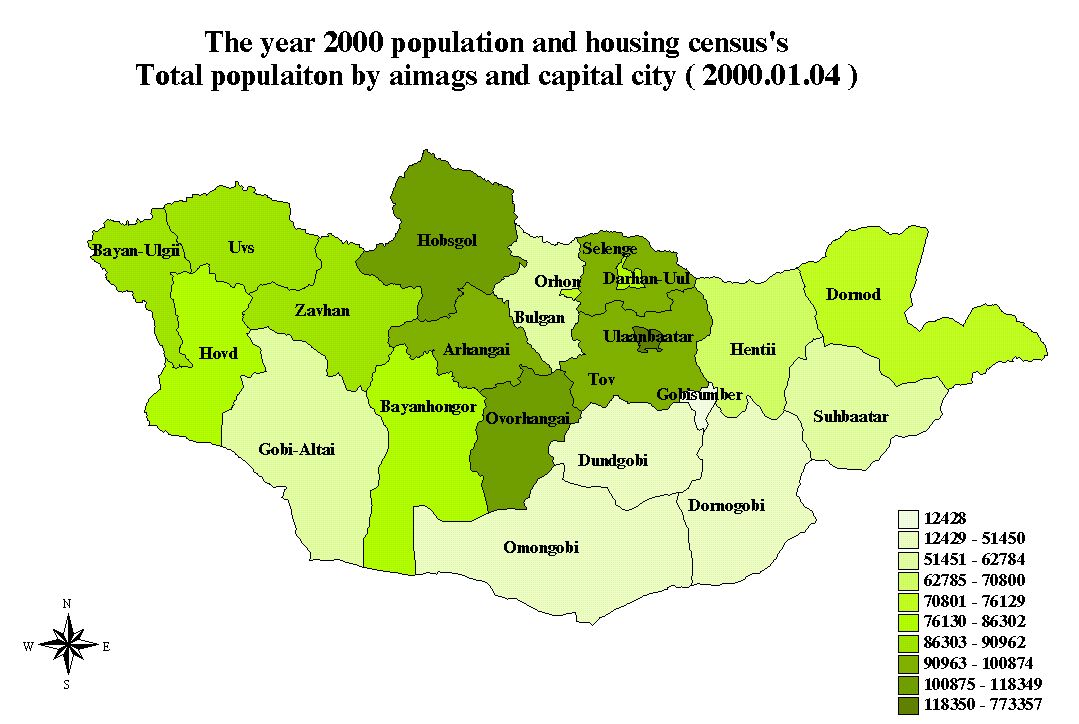 The year 2000 population and housing census's
Total populaiton by aimags and capital city ( 2000.01.04 )
Hobsgol
Bayan-Ulgii
Uvs
Selenge
Orhon
Darhan-Uul
Zavhan
Dornod
Bulgan
Ulaanbaatar
Hovd
Arhangai
Hentii
Tov
Gobisumber
Bayanhongor
Ovorhangai
Suhbaatar
Gobi-Altai
Dundgobi
Dornogobi
Omongobi
12428
12429 - 51450
51451 - 62784
62785 - 70800
70801 - 76129
76130 - 86302
86303 - 90962
90963 - 100874
100875 - 118349
118350 - 773357
N
W
E
S